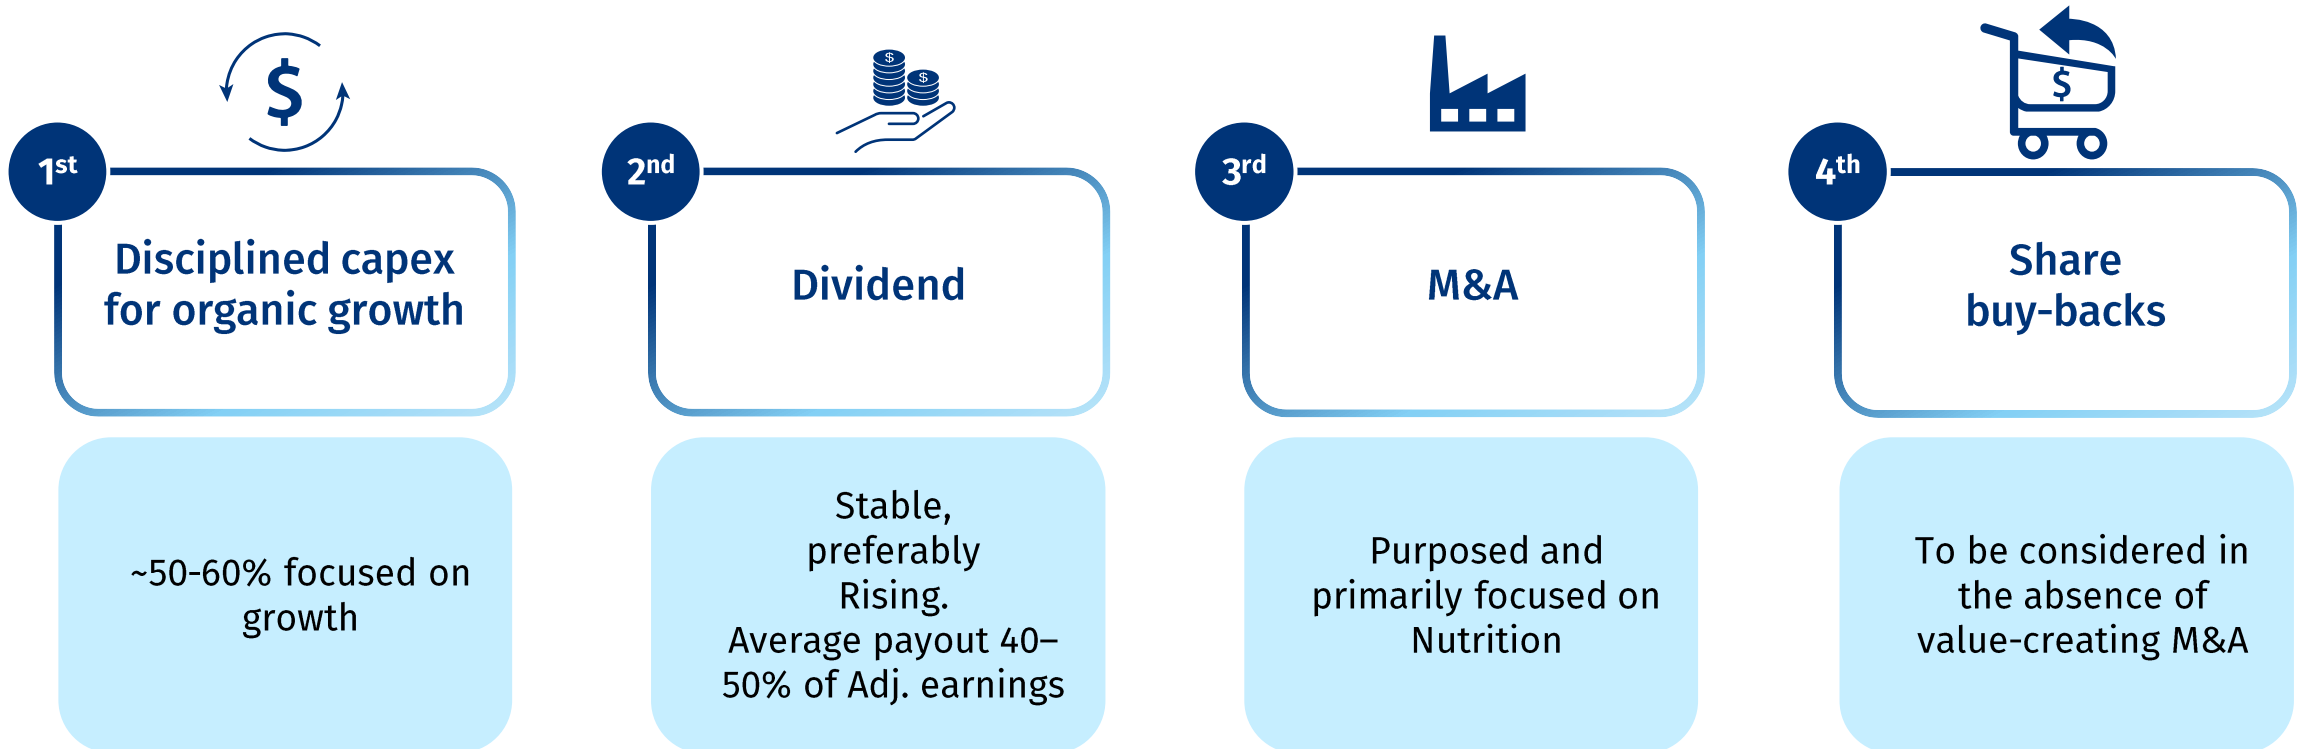 $
$
$
$
1st
Disciplined capex
for organic growth
~50-60% focused on
growth
2nd
Dividend
Stable,
preferably
Rising.
Average payout 40–
50% of Adj. earnings
3rd
M&A
Purposed and
primarily focused on
Nutrition
4th
Share
buy-backs
To be considered in
the absence of
value-creating M&A